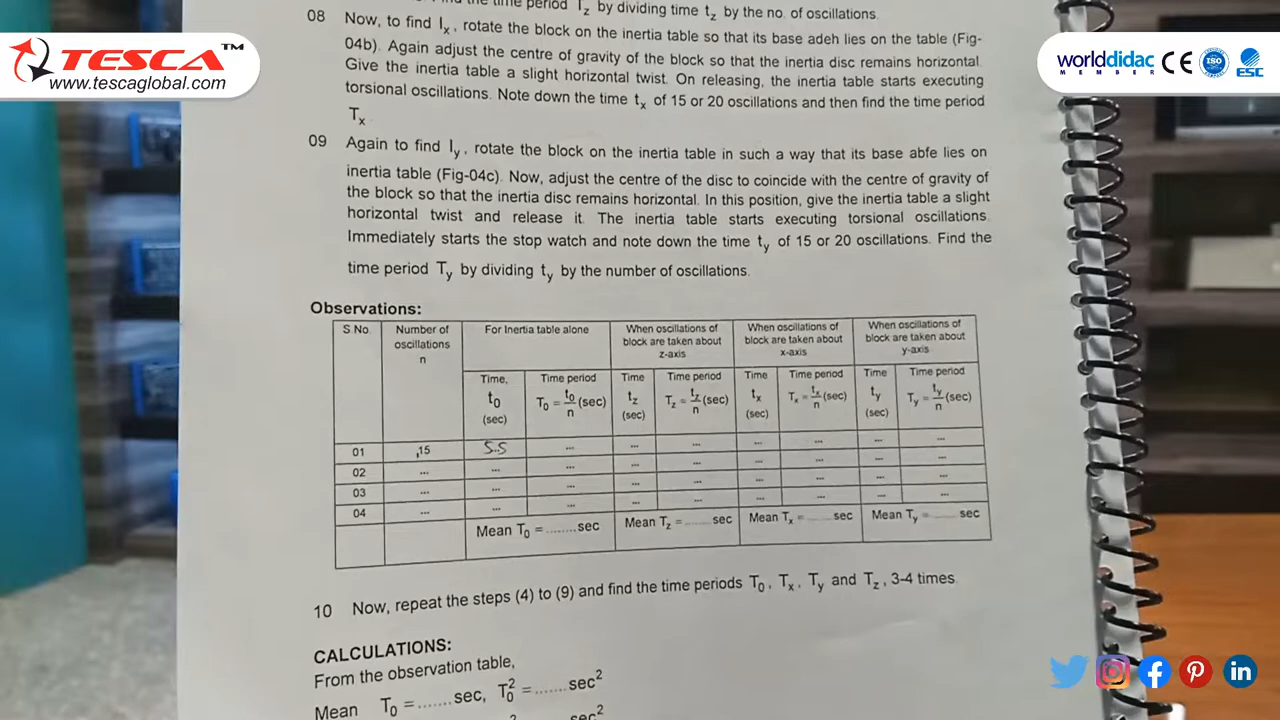 the time period Tz by dividing time tz by the no. of oscillations.
08 Now, to find Ix, rotate the block on the inertia table so that its base adeh lies on the table (Fig-
04b). Again adjust the centre of gravity of the block so that the inertia disc remains horizontal.
Give the inertia table a slight horizontal twist. On releasing, the inertia table starts executing
torsional oscillations. Note down the time tx of 15 or 20 oscillations and then find the time period
Tx.
09 Again to find Iy, rotate the block on the inertia table in such a way that its base abfe lies on
inertia table (Fig-04c). Now, adjust the centre of the disc to coincide with the centre of gravity of
the block so that the inertia disc remains horizontal. In this position, give the inertia table a slight
horizontal twist and release it. The inertia table starts executing torsional oscillations.
Immediately starts the stop watch and note down the time ty of 15 or 20 oscillations. Find the
time period Ty by dividing ty by the number of oscillations.
Observations:
S.No. Number of oscillations n For Inertia table alone When oscillations of block are taken about z-axis When oscillations of block are taken about x-axis When oscillations of block are taken about y-axis
Time, t0 (sec) Time period T0 = t0/n (sec) Time tz (sec) Time period Tz = tz/n (sec) Time tx (sec) Time period Tx = tx/n (sec) Time ty (sec) Time period Ty = ty/n (sec)
01 15 5.5 ... ... ... ... ... ... ...
02 ... ... ... ... ... ... ... ... ...
03 ... ... ... ... ... ... ... ... ...
04 ... ... ... ... ... ... ... ... ...
Mean T0 = ........sec Mean Tz = ........ sec Mean Tx = ........ sec Mean Ty = ........ sec
10 Now, repeat the steps (4) to (9) and find the time periods T0, Tx, Ty and Tz, 3-4 times.
CALCULATIONS:
From the observation table,
Mean T0 = .......sec, T0² = .......sec²
sec²
TESCA™
www.tescaglobal.com
worlddidac
MEMBER
CE
ISO
ESC